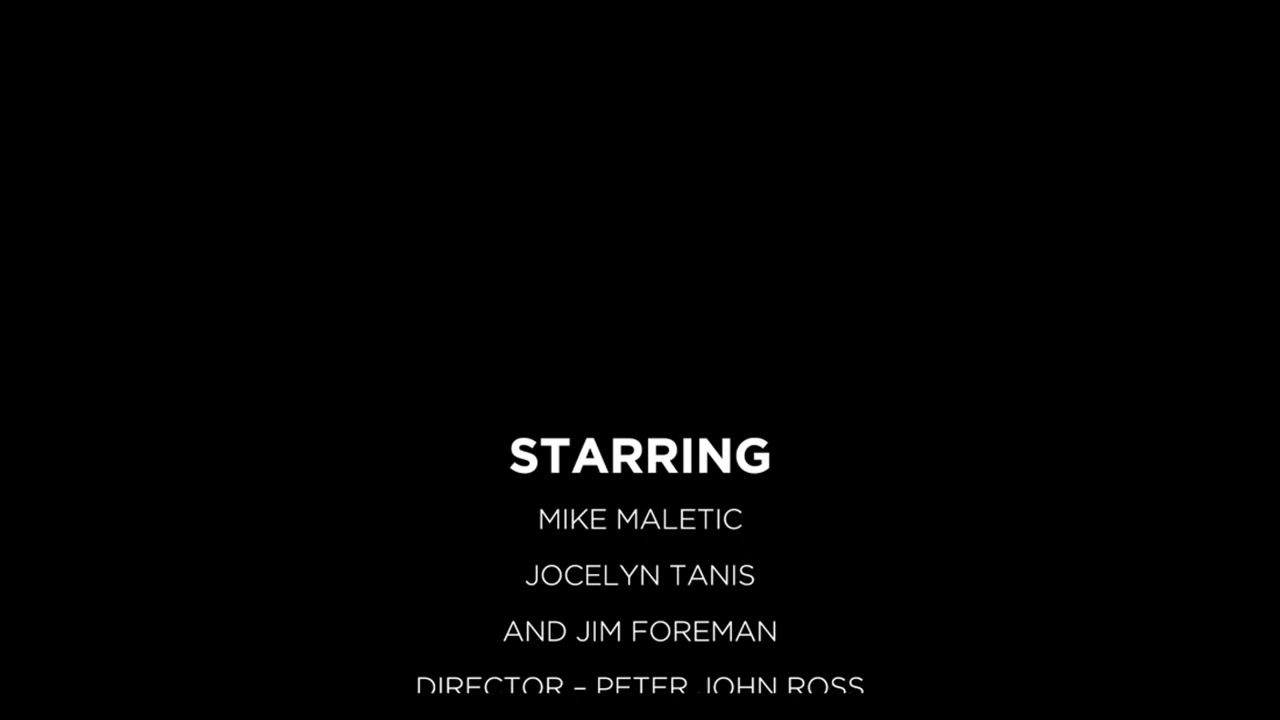 STARRING
MIKE MALETIC
JOCELYN TANIS
AND JIM FOREMAN
DIRECTOR – PETER JOHN ROSS